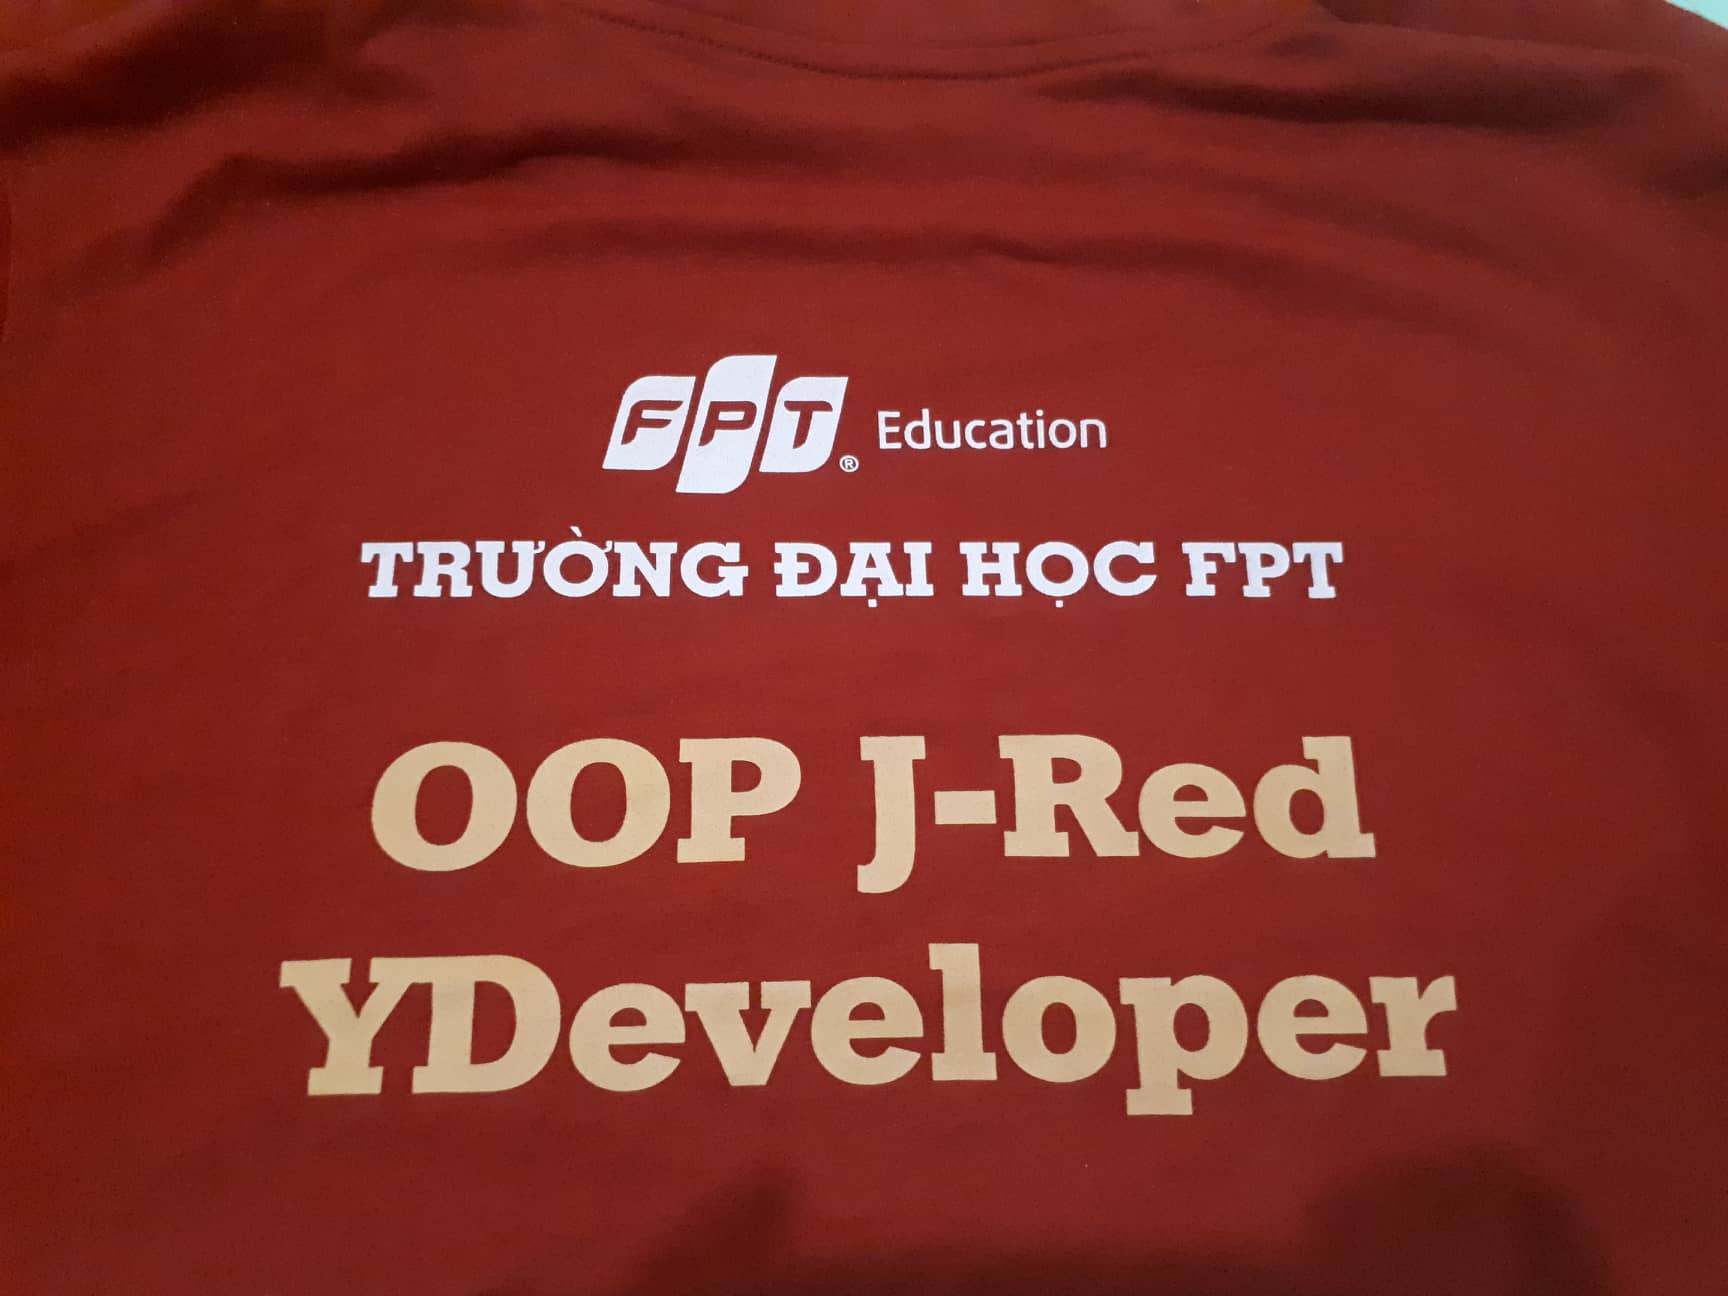 FPT® Education
TRƯỜNG ĐẠI HỌC FPT
OOP J-Red
YDeveloper